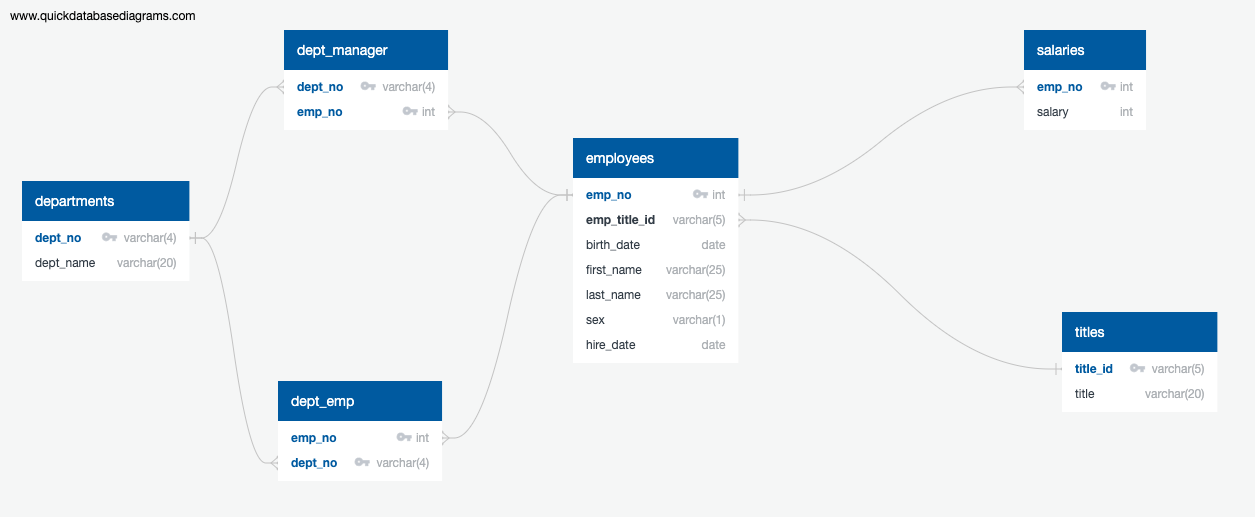 www.quickdatabasediagrams.com
dept_manager
dept_no varchar(4)
emp_no int
salaries
emp_no int
salary int
employees
emp_no int
emp_title_id varchar(5)
birth_date date
first_name varchar(25)
last_name varchar(25)
sex varchar(1)
hire_date date
departments
dept_no varchar(4)
dept_name varchar(20)
titles
title_id varchar(5)
title varchar(20)
dept_emp
emp_no int
dept_no varchar(4)